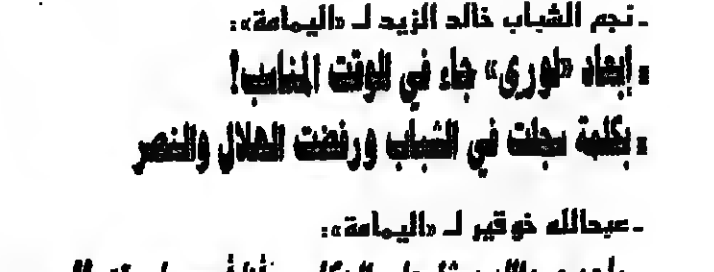 ـ نجم الشباب خالد الزيد لـ «اليمامة»:
▪ إبعاد «لوري» جاء في الوقت المناسب!
▪ بكلمة سجلت في الشباب ورفضت الهلال والنصر
ـ عبدالله خوقير لـ «اليمامة»: